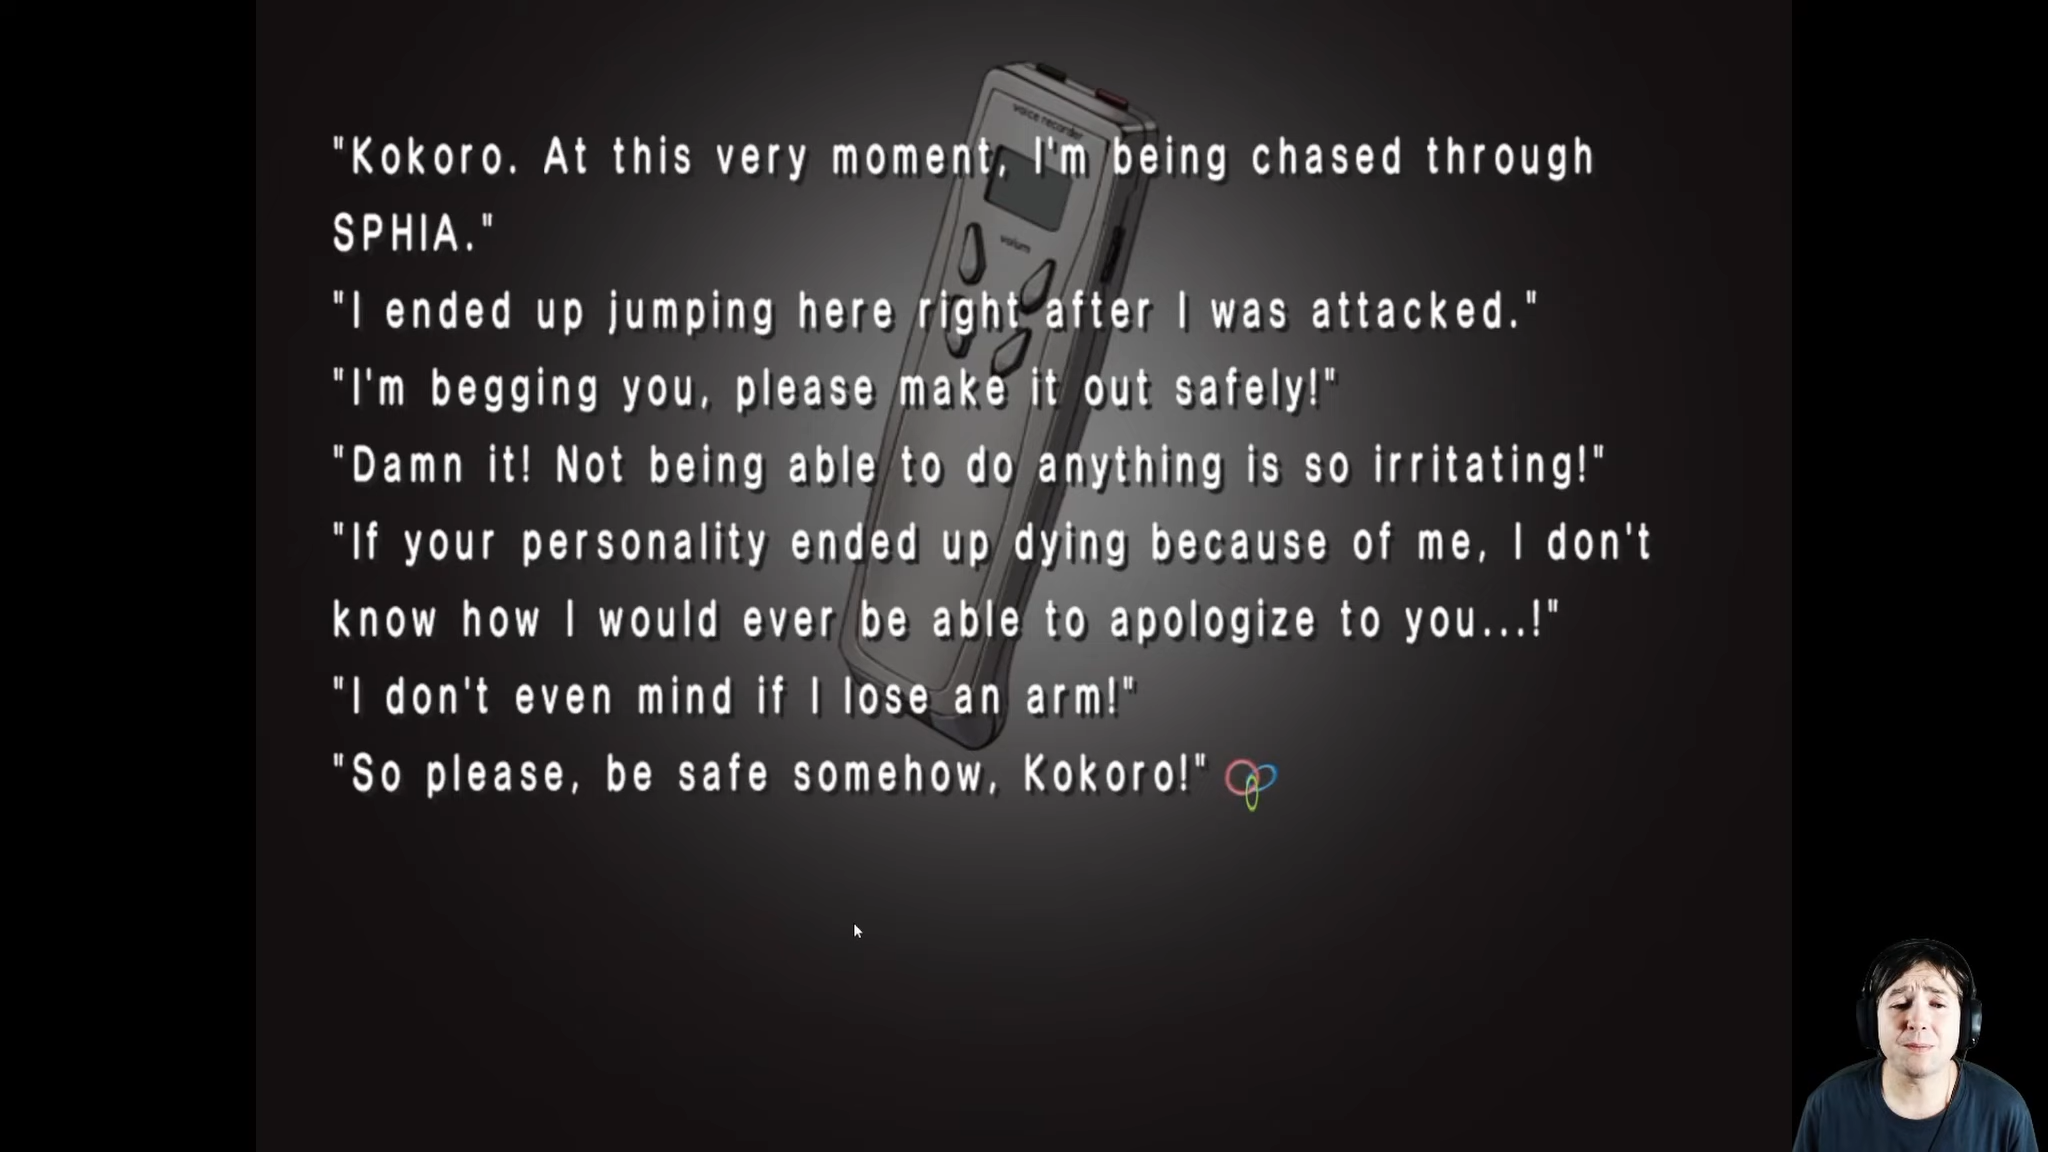 voice recorder
"Kokoro. At this very moment, I'm being chased through
SPHIA."
volum
"I ended up jumping here right after I was attacked."
"I'm begging you, please make it out safely!"
"Damn it! Not being able to do anything is so irritating!"
"If your personality ended up dying because of me, I don't
know how I would ever be able to apologize to you...!"
"I don't even mind if I lose an arm!"
"So please, be safe somehow, Kokoro!"